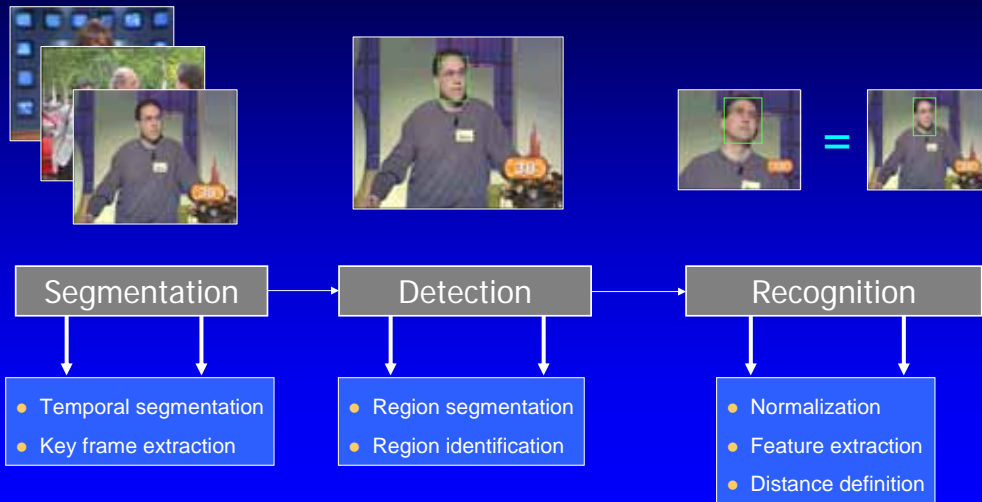 =
Segmentation
Detection
Recognition
Temporal segmentation
Key frame extraction
Region segmentation
Region identification
Normalization
Feature extraction
Distance definition